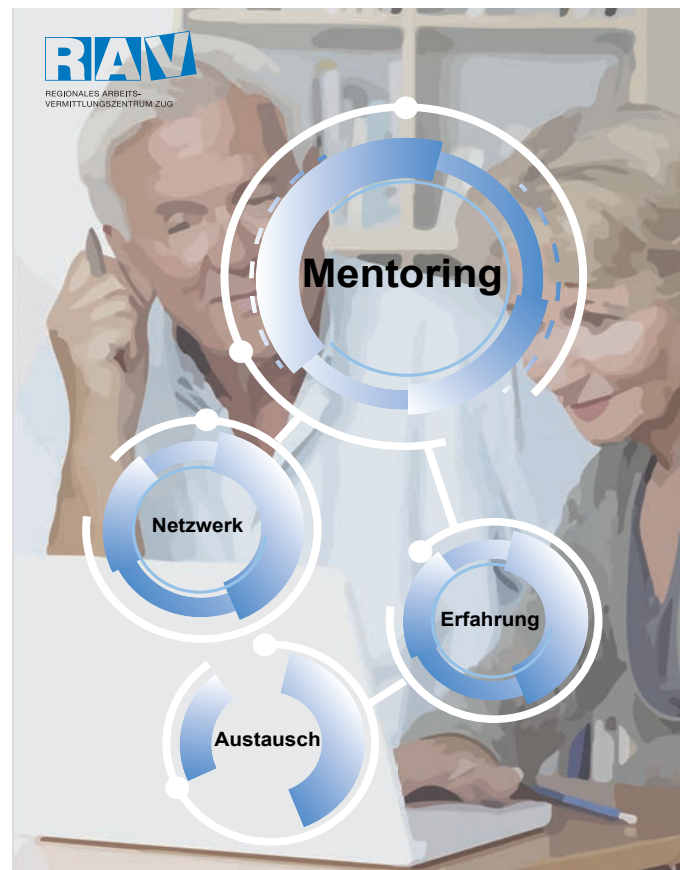 RAV
REGIONALES ARBEITS-
VERMITTLUNGSZENTRUM ZUG
Mentoring
Netzwerk
Erfahrung
Austausch